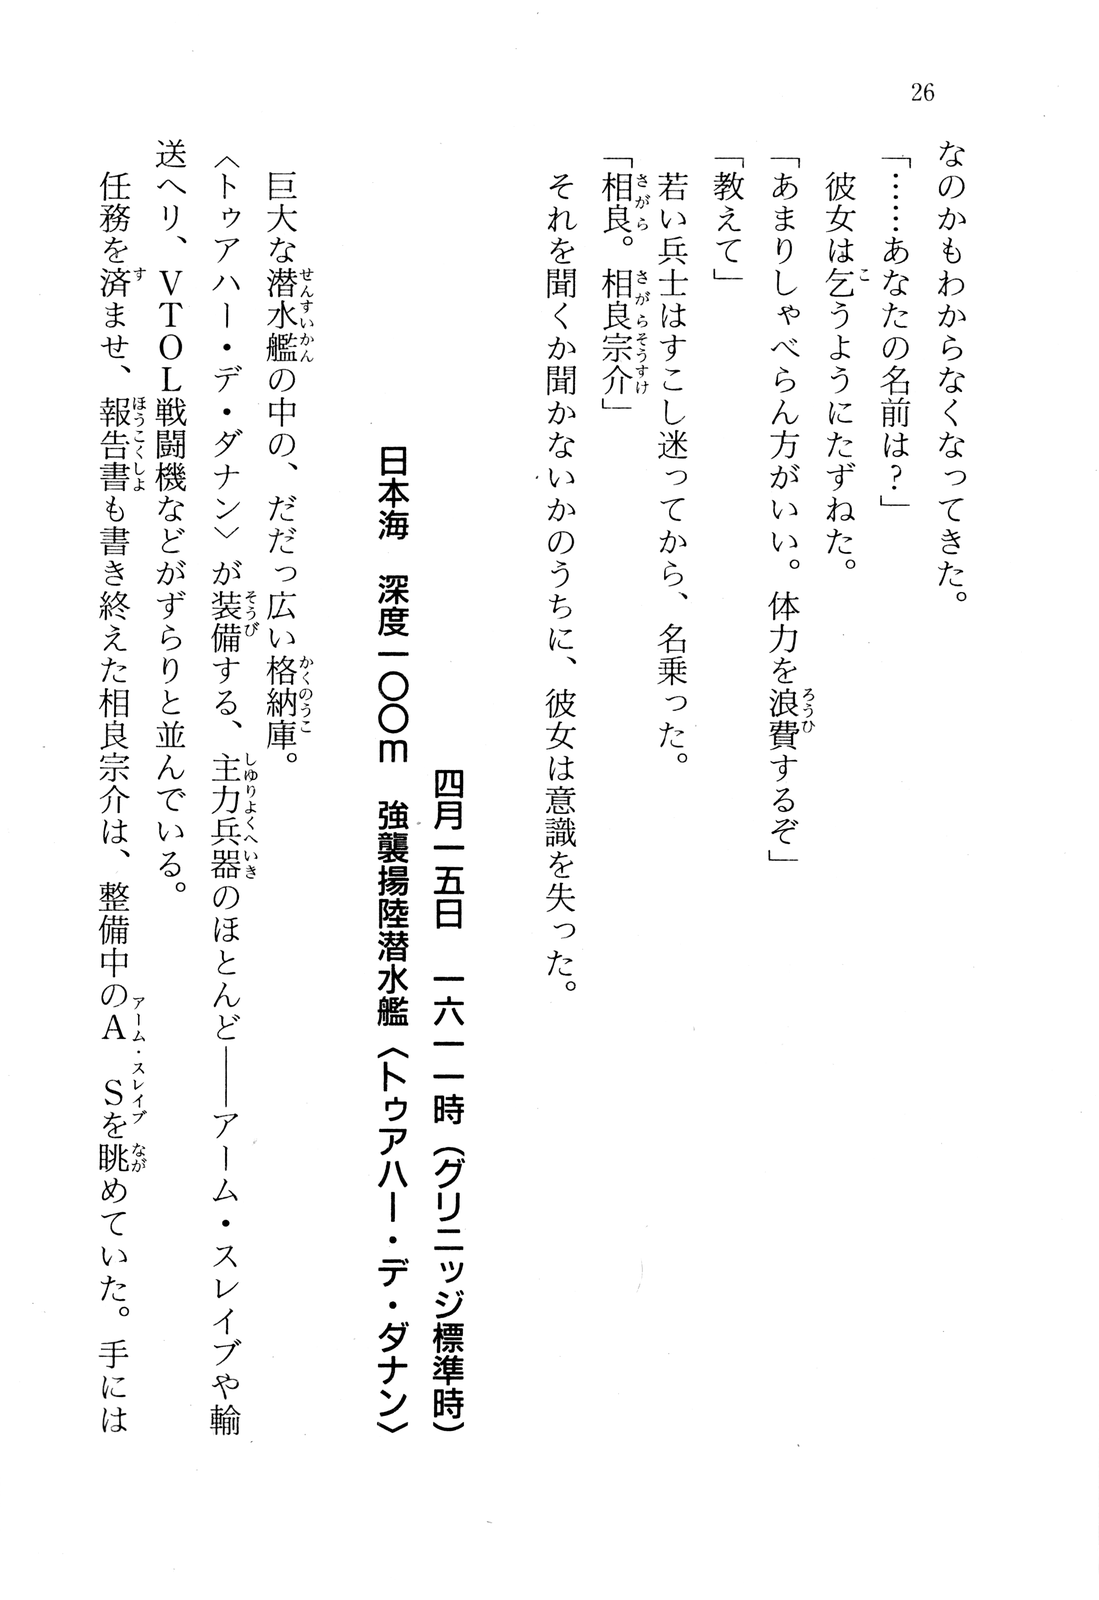 26
なのかもわからなくなってきた。
「……あなたの名前は？」
彼女は乞うようにたずねた。
「あまりしゃべらん方がいい。体力を浪費するぞ」
「教えて」
若い兵士はすこし迷ってから、名乗った。
「相良。相良宗介」
それを聞くか聞かないかのうちに、彼女は意識を失った。
四月一五日　一六一一時（グリニッジ標準時）
日本海　深度一〇〇ｍ　強襲揚陸潜水艦〈トゥアハー・デ・ダナン〉
巨大な潜水艦の中の、だだっ広い格納庫。
〈トゥアハー・デ・ダナン〉が装備する、主力兵器のほとんど――アーム・スレイブや輸
送ヘリ、ＶＴＯＬ戦闘機などがずらりと並んでいる。
任務を済ませ、報告書も書き終えた相良宗介は、整備中のＡＳを眺めていた。手には